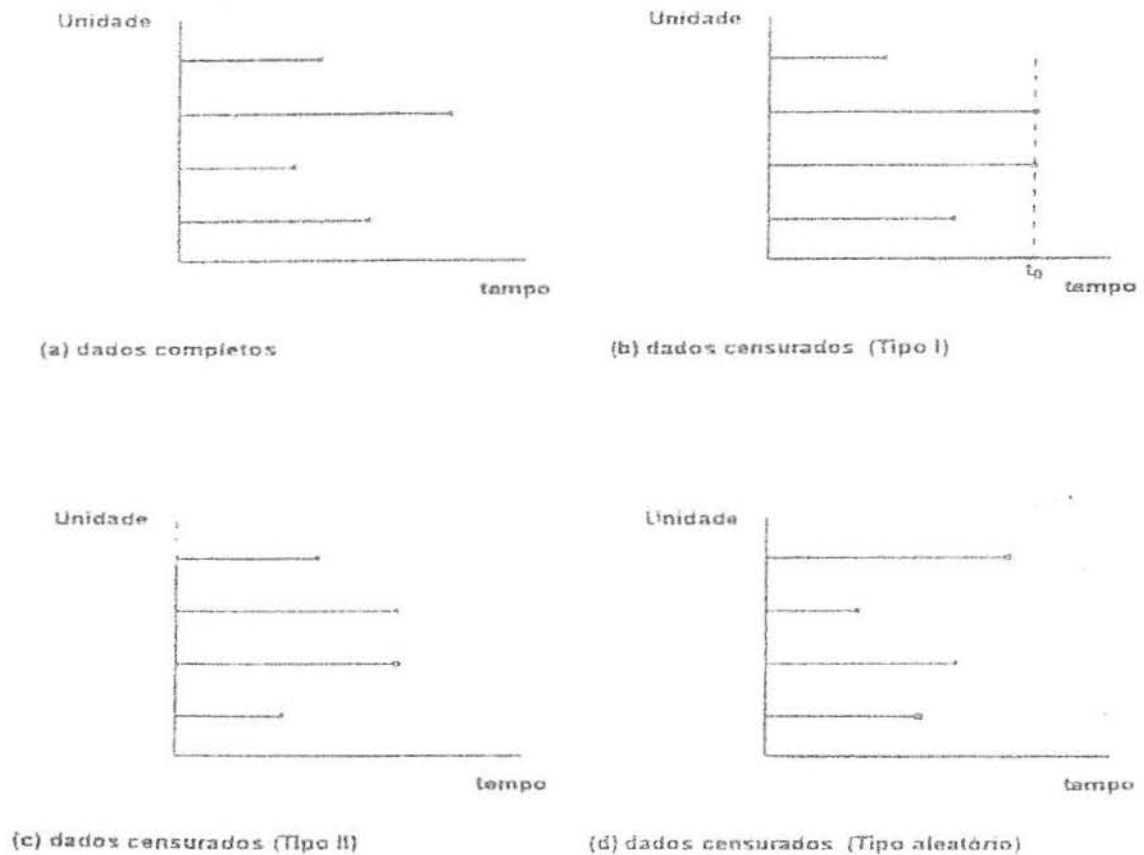 Unidade
tempo
(a) dados completos
Unidade
t₀
tempo
(b) dados censurados (Tipo I)
Unidade
tempo
(c) dados censurados (Tipo II)
Unidade
tempo
(d) dados censurados (Tipo aleatório)